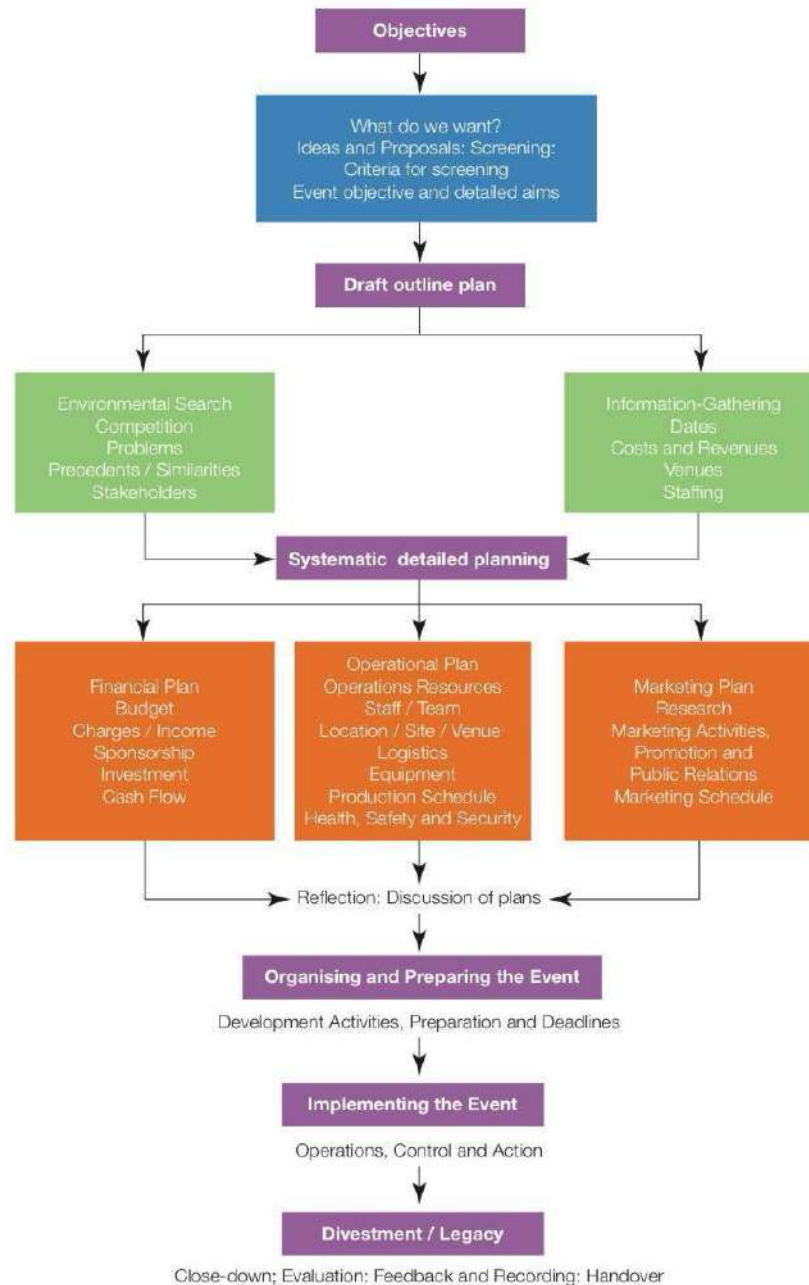 Objectives
What do we want?
Ideas and Proposals: Screening:
Criteria for screening
Event objective and detailed aims
Draft outline plan
Environmental Search
Competition
Problems
Precedents / Similarities
Stakeholders
Information-Gathering
Dates
Costs and Revenues
Venues
Staffing
Systematic detailed planning
Financial Plan
Budget
Charges / Income
Sponsorship
Investment
Cash Flow
Operational Plan
Operations Resources
Staff / Team
Location / Site / Venue
Logistics
Equipment
Production Schedule
Health, Safety and Security
Marketing Plan
Research
Marketing Activities,
Promotion and
Public Relations
Marketing Schedule
Reflection: Discussion of plans
Organising and Preparing the Event
Development Activities, Preparation and Deadlines
Implementing the Event
Operations, Control and Action
Divestment / Legacy
Close-down; Evaluation: Feedback and Recording: Handover